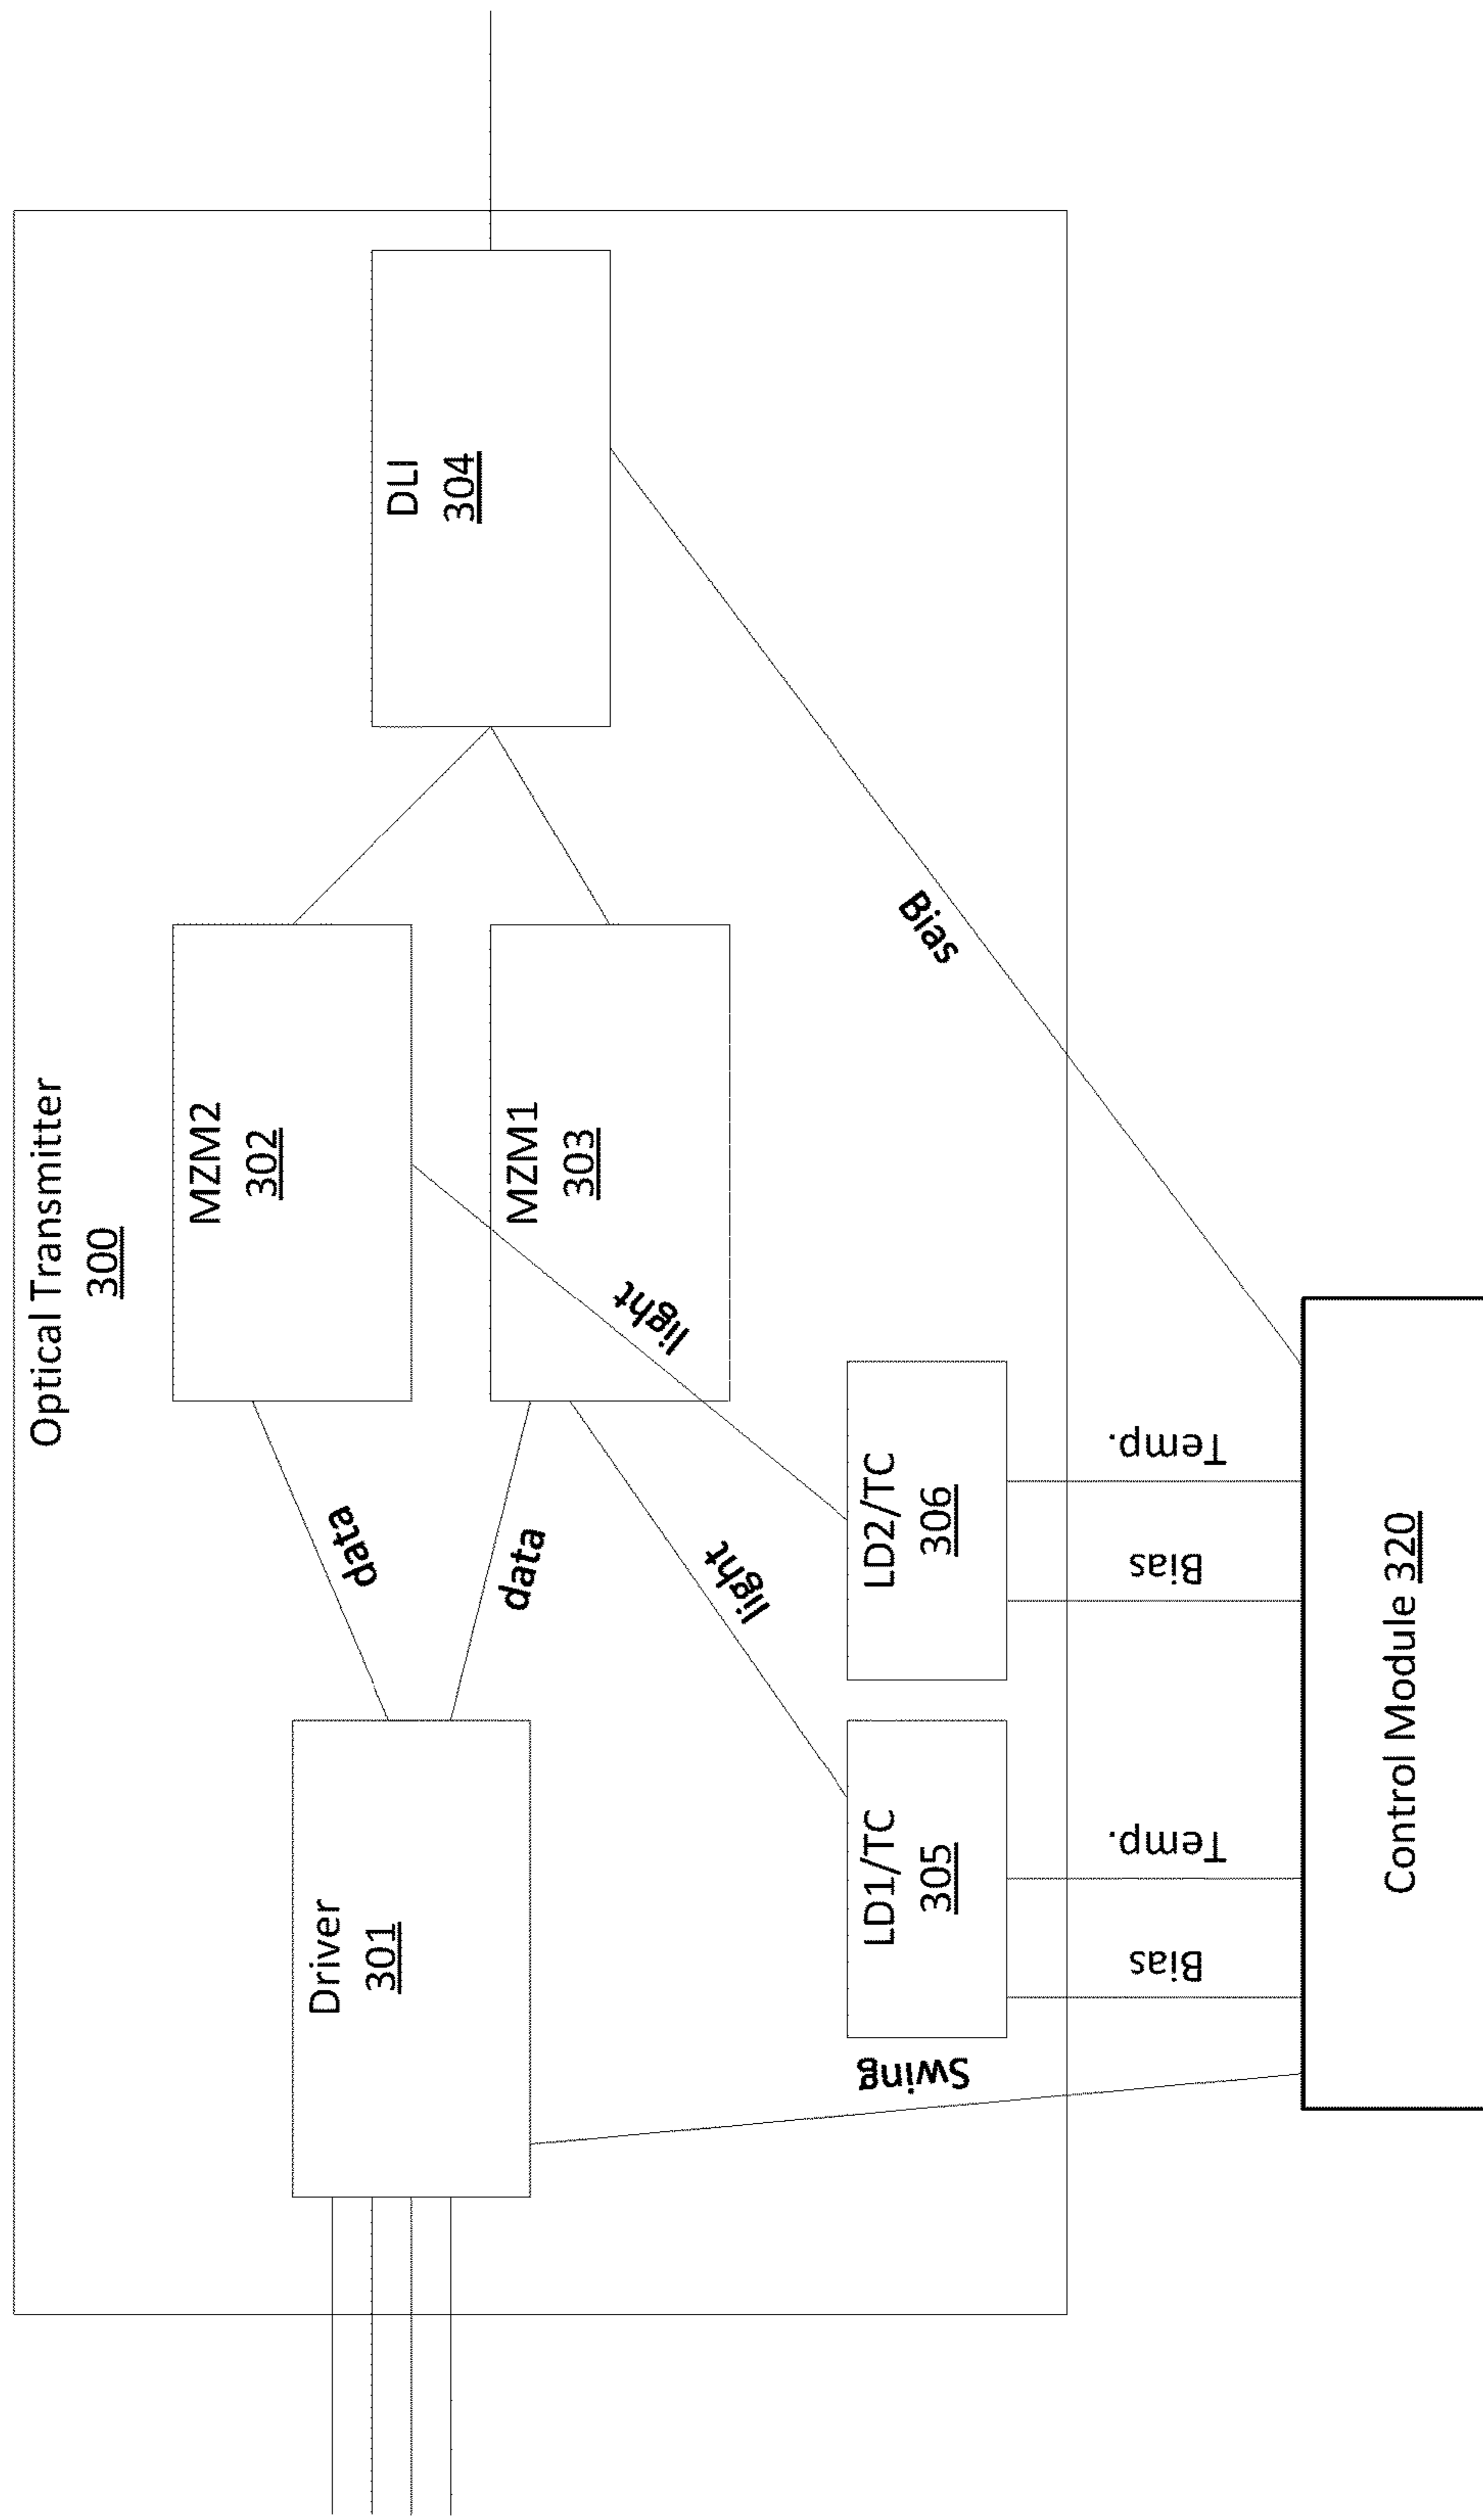 Optical Transmitter
300
MZM2
302
data
Driver
301
MZM1
303
data
DLI
304
light
light
LD1/TC
305
LD2/TC
306
Swing
Bias
Temp.
Bias
Temp.
Bias
Control Module 320